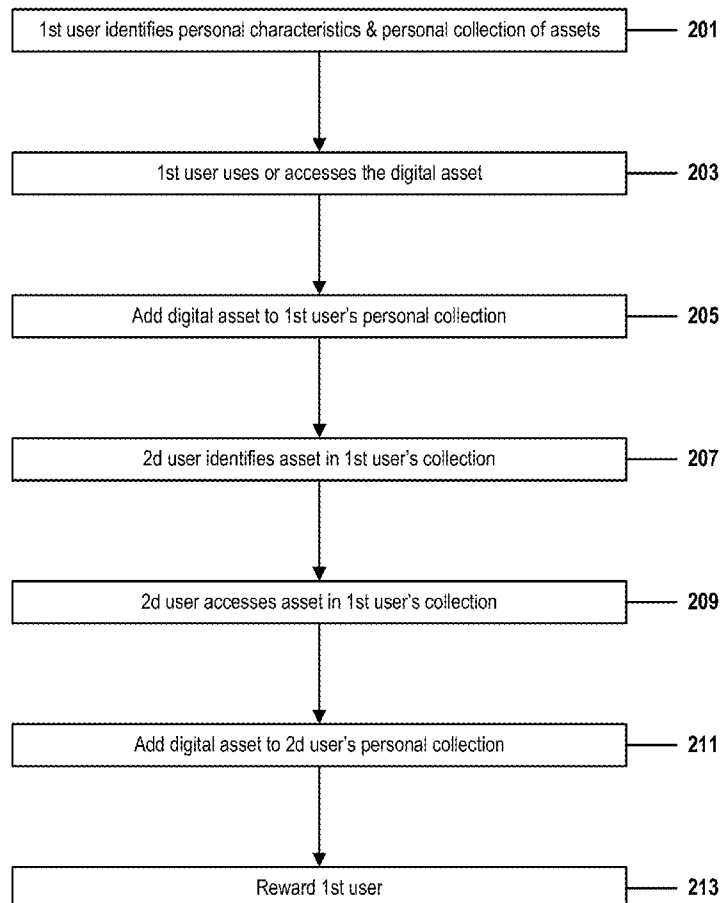 1st user identifies personal characteristics & personal collection of assets 201
1st user uses or accesses the digital asset 203
Add digital asset to 1st user's personal collection 205
2d user identifies asset in 1st user's collection 207
2d user accesses asset in 1st user's collection 209
Add digital asset to 2d user's personal collection 211
Reward 1st user 213